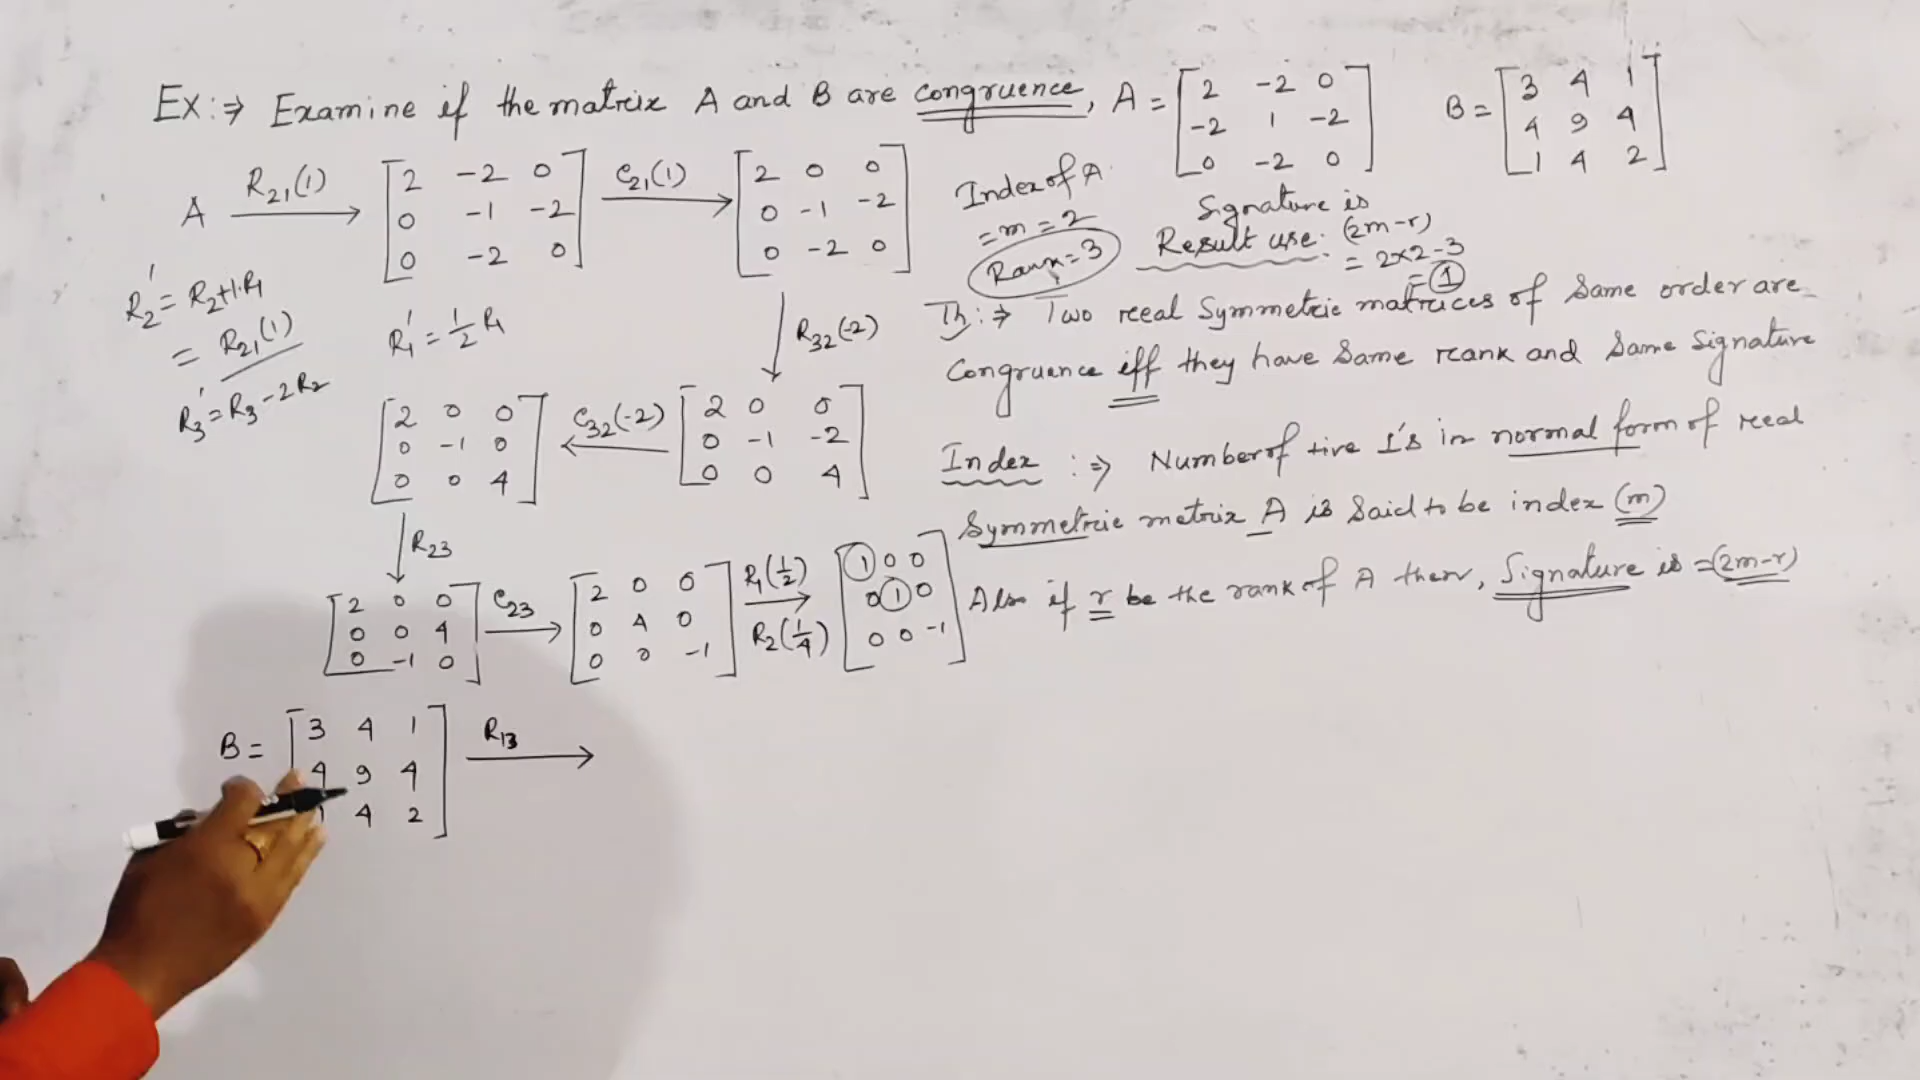 Ex:⇒ Examine if the matrix A and B are congruence, A = [2 -2 0; -2 1 -2; 0 -2 0] B = [3 4 1; 4 9 4; 1 4 2]
A R21(1) → [2 -2 0; 0 -1 -2; 0 -2 0] C21(1) → [2 0 0; 0 -1 -2; 0 -2 0]
R2' = R2+1.R1
= R21(1)
R3' = R3-2R2
R1' = 1/2 R1
↓ R32(-2)
[2 0 0; 0 -1 0; 0 0 4] ← C32(-2) [2 0 0; 0 -1 -2; 0 0 4]
↓ R23
[2 0 0; 0 0 4; 0 -1 0] C23 → [2 0 0; 0 4 0; 0 0 -1] R1(1/2) → R2(1/4) [1 0 0; 0 1 0; 0 0 -1]
B = [3 4 1; 4 9 4; 1 4 2] R13 →
Index of A
= m = 2
Rank = 3
Signature is
(2m-r)
= 2×2-3
= 1
Result use:
Th:⇒ Two real Symmetric matrices of Same order are
Congruence iff they have Same rank and Same Signature
Index :⇒ Number of +ive 1's in normal form of real
Symmetric metrix A is Said to be index (m)
Also if r be the rank of A then, Signature is = (2m-r)